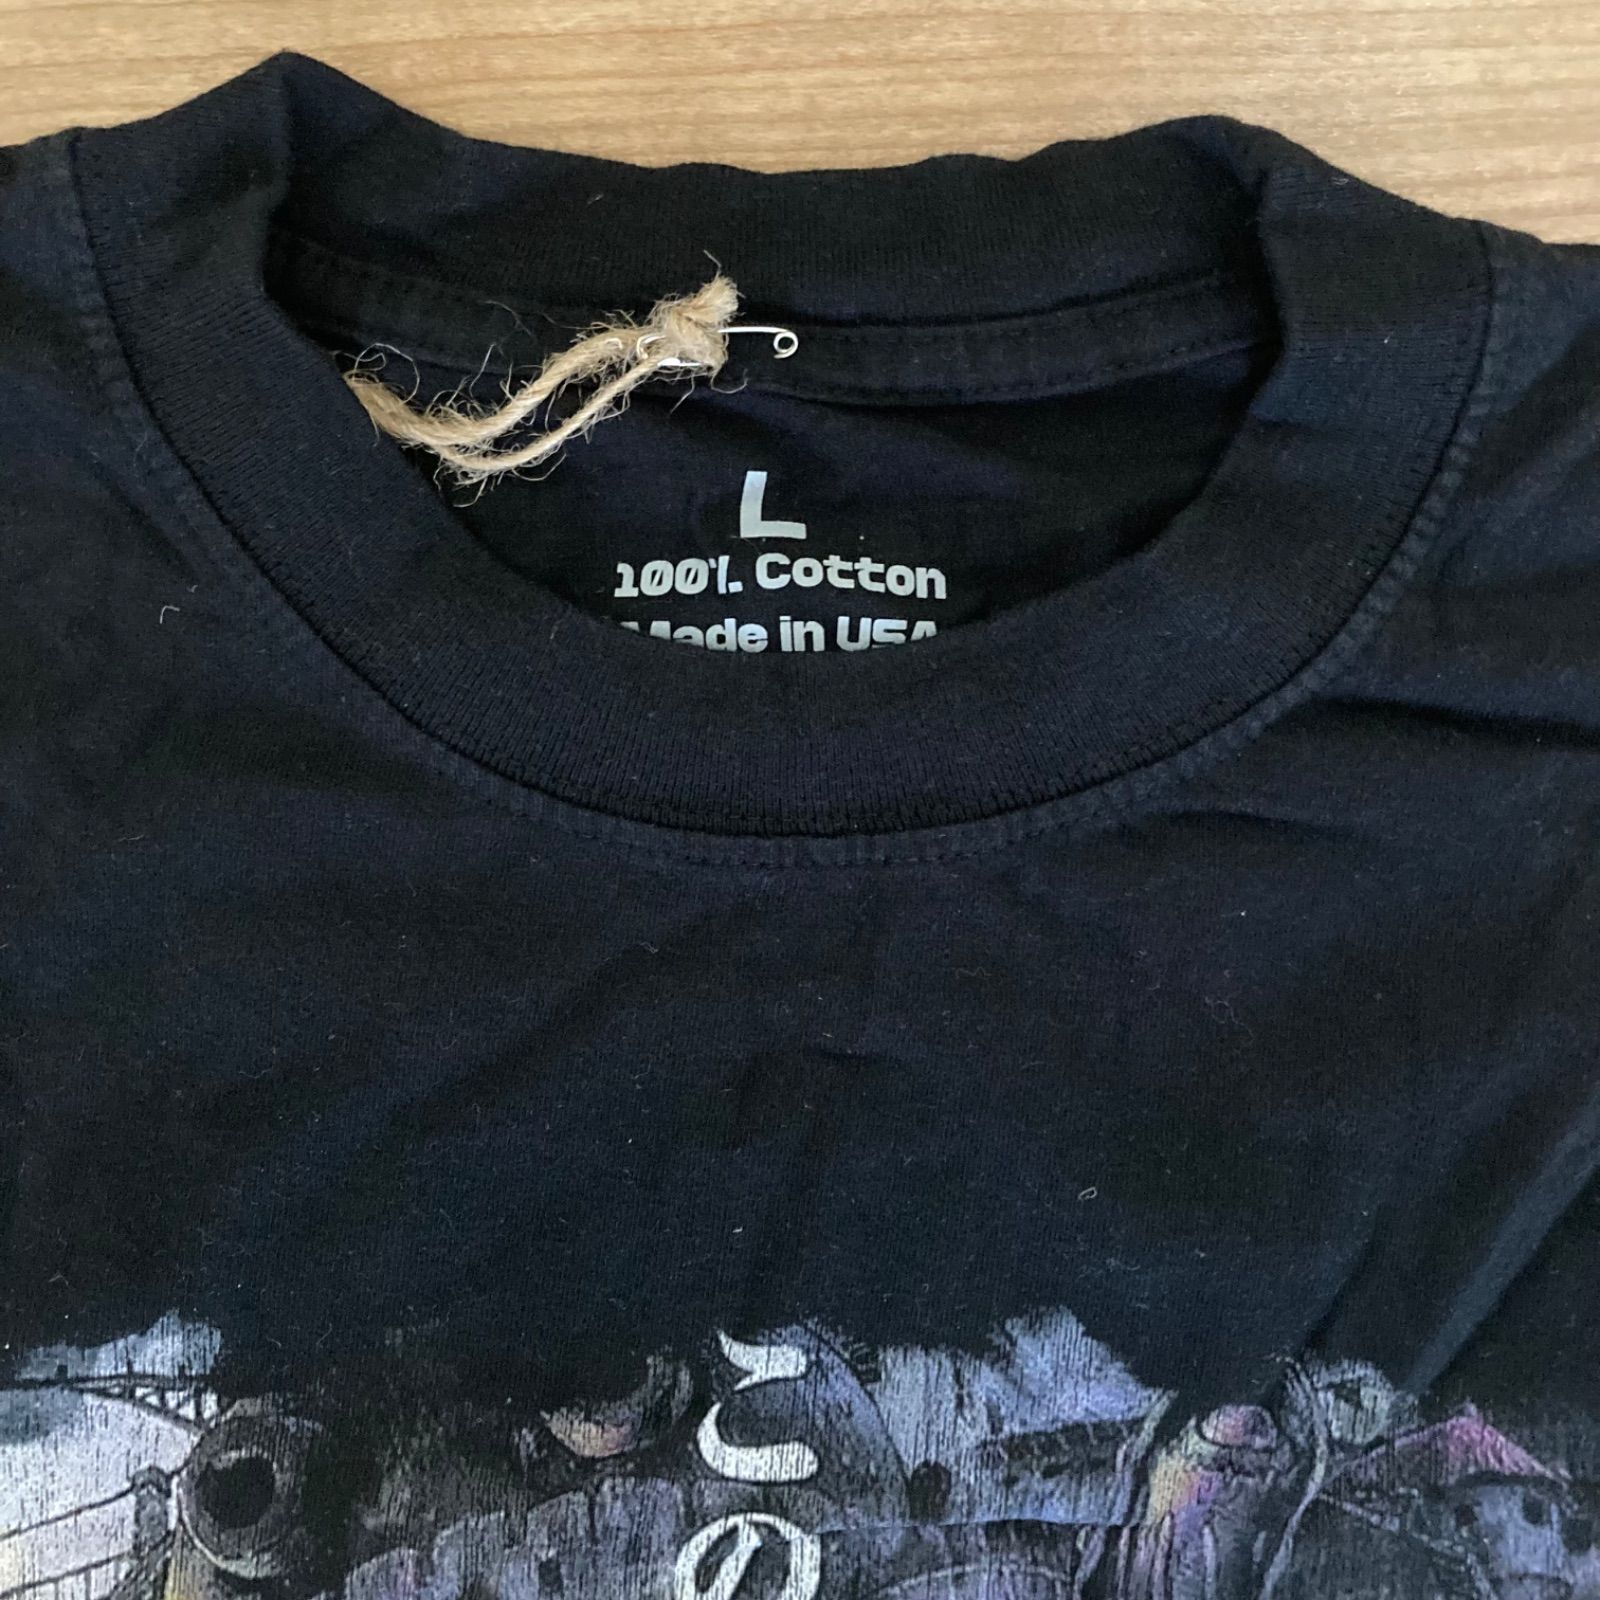 L
100% Cotton
Made in USA